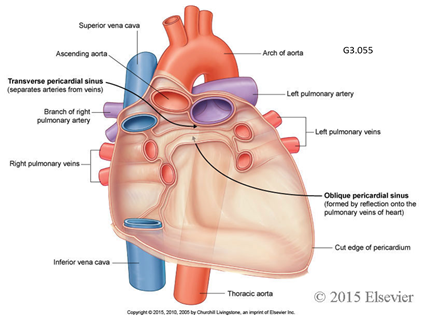 Superior vena cava
Ascending aorta
Arch of aorta
G3.055
Transverse pericardial sinus
(separates arteries from veins)
Left pulmonary artery
Branch of right
pulmonary artery
Left pulmonary veins
Right pulmonary veins
Oblique pericardial sinus
(formed by reflection onto the
pulmonary veins of heart)
Cut edge of pericardium
Inferior vena cava
Thoracic aorta
© 2015 Elsevier
Copyright © 2015, 2010, 2005 by Churchill Livingstone, an imprint of Elsevier Inc.